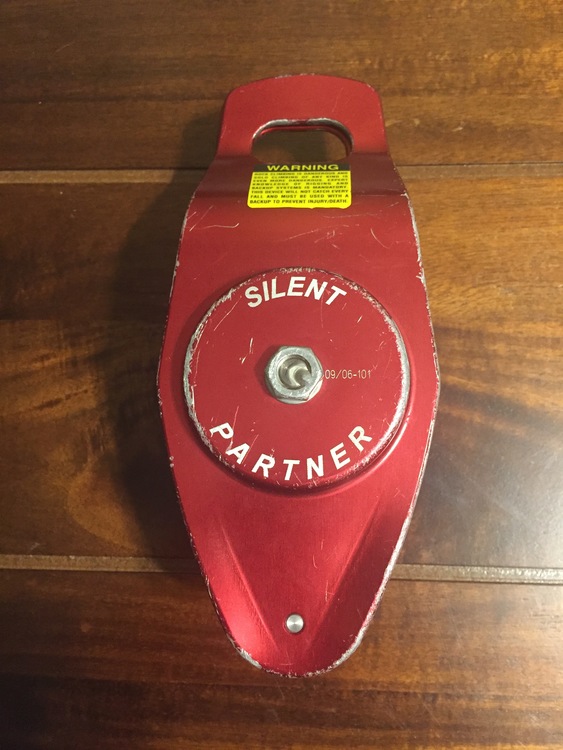 WARNING
ROCK CLIMBING IS DANGEROUS AND
SOLO CLIMBING OF ANY KIND IS
EVEN MORE DANGEROUS. EXPERT
KNOWLEDGE OF RIGGING AND
BACKUP SYSTEMS IS MANDATORY.
THIS DEVICE WILL NOT CATCH EVERY
FALL AND MUST BE USED WITH A
BACKUP TO PREVENT INJURY/DEATH.
SILENT
09/06-101
PARTNER